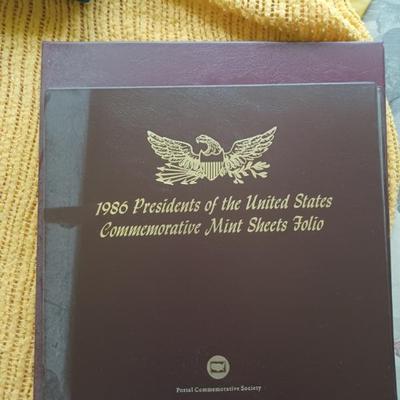 1986 Presidents of the United States
Commemorative Mint Sheets Folio
Postal Commemorative Society